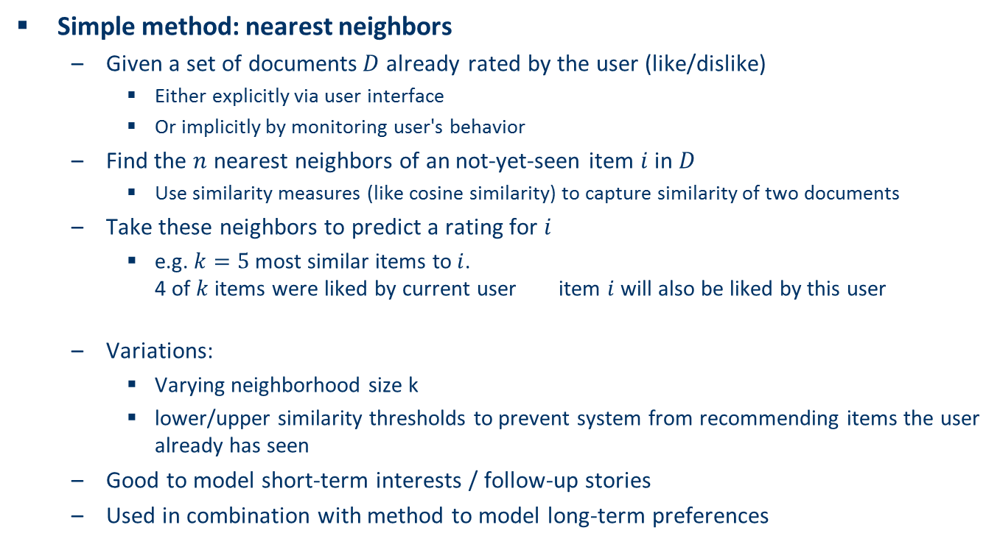 ▪ Simple method: nearest neighbors
– Given a set of documents D already rated by the user (like/dislike)
▪ Either explicitly via user interface
▪ Or implicitly by monitoring user's behavior
– Find the n nearest neighbors of an not-yet-seen item i in D
▪ Use similarity measures (like cosine similarity) to capture similarity of two documents
– Take these neighbors to predict a rating for i
▪ e.g. k = 5 most similar items to i.
4 of k items were liked by current user item i will also be liked by this user
– Variations:
▪ Varying neighborhood size k
▪ lower/upper similarity thresholds to prevent system from recommending items the user
already has seen
– Good to model short-term interests / follow-up stories
– Used in combination with method to model long-term preferences